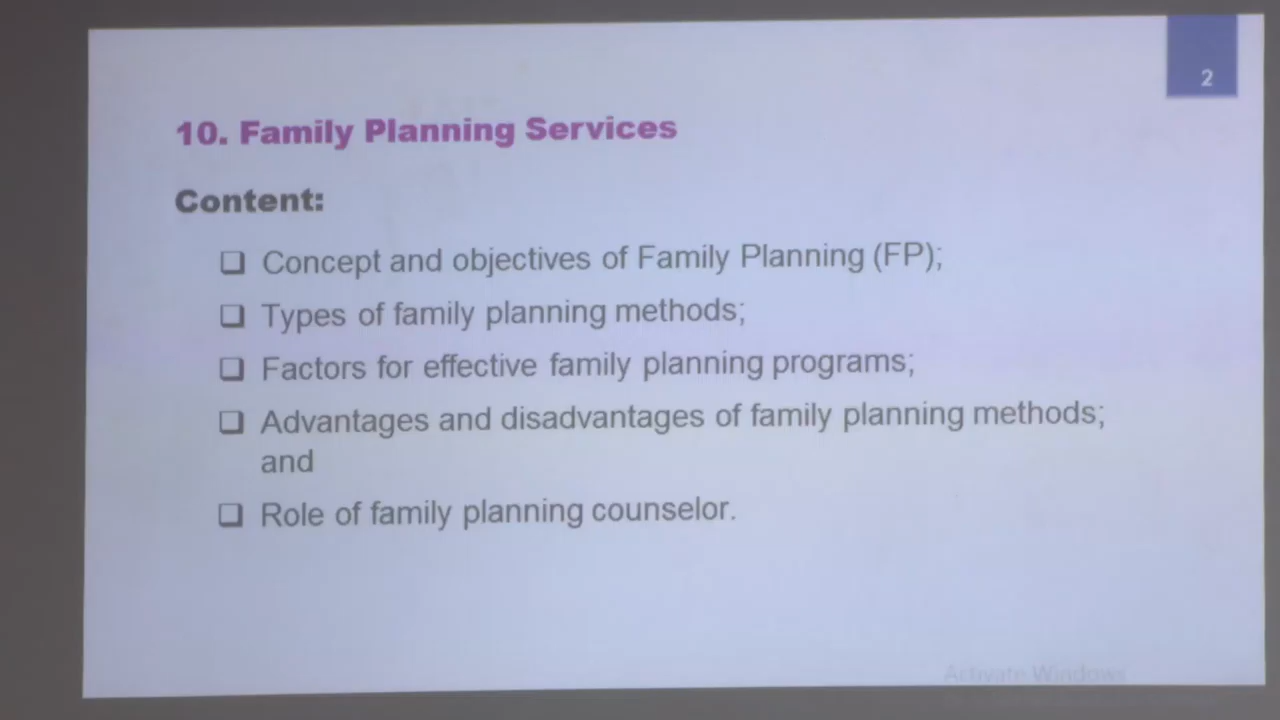 2
10. Family Planning Services
Content:
❑ Concept and objectives of Family Planning (FP);
❑ Types of family planning methods;
❑ Factors for effective family planning programs;
❑ Advantages and disadvantages of family planning methods;
and
❑ Role of family planning counselor.
Activate Windows